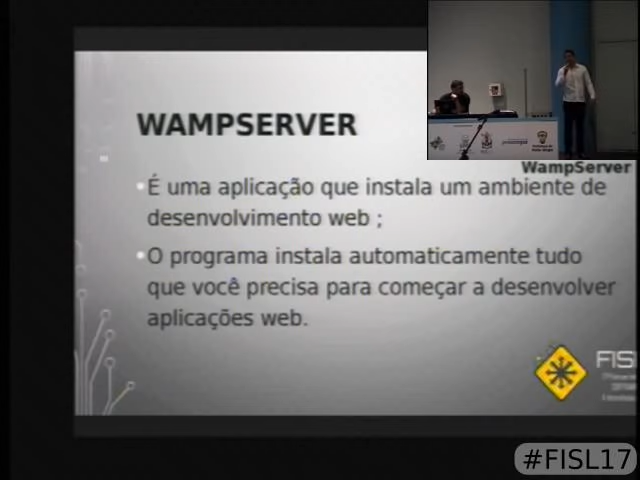 WAMPSERVER
WampServer
É uma aplicação que instala um ambiente de
desenvolvimento web ;
O programa instala automaticamente tudo
que você precisa para começar a desenvolver
aplicações web.
FIS
#FISL17